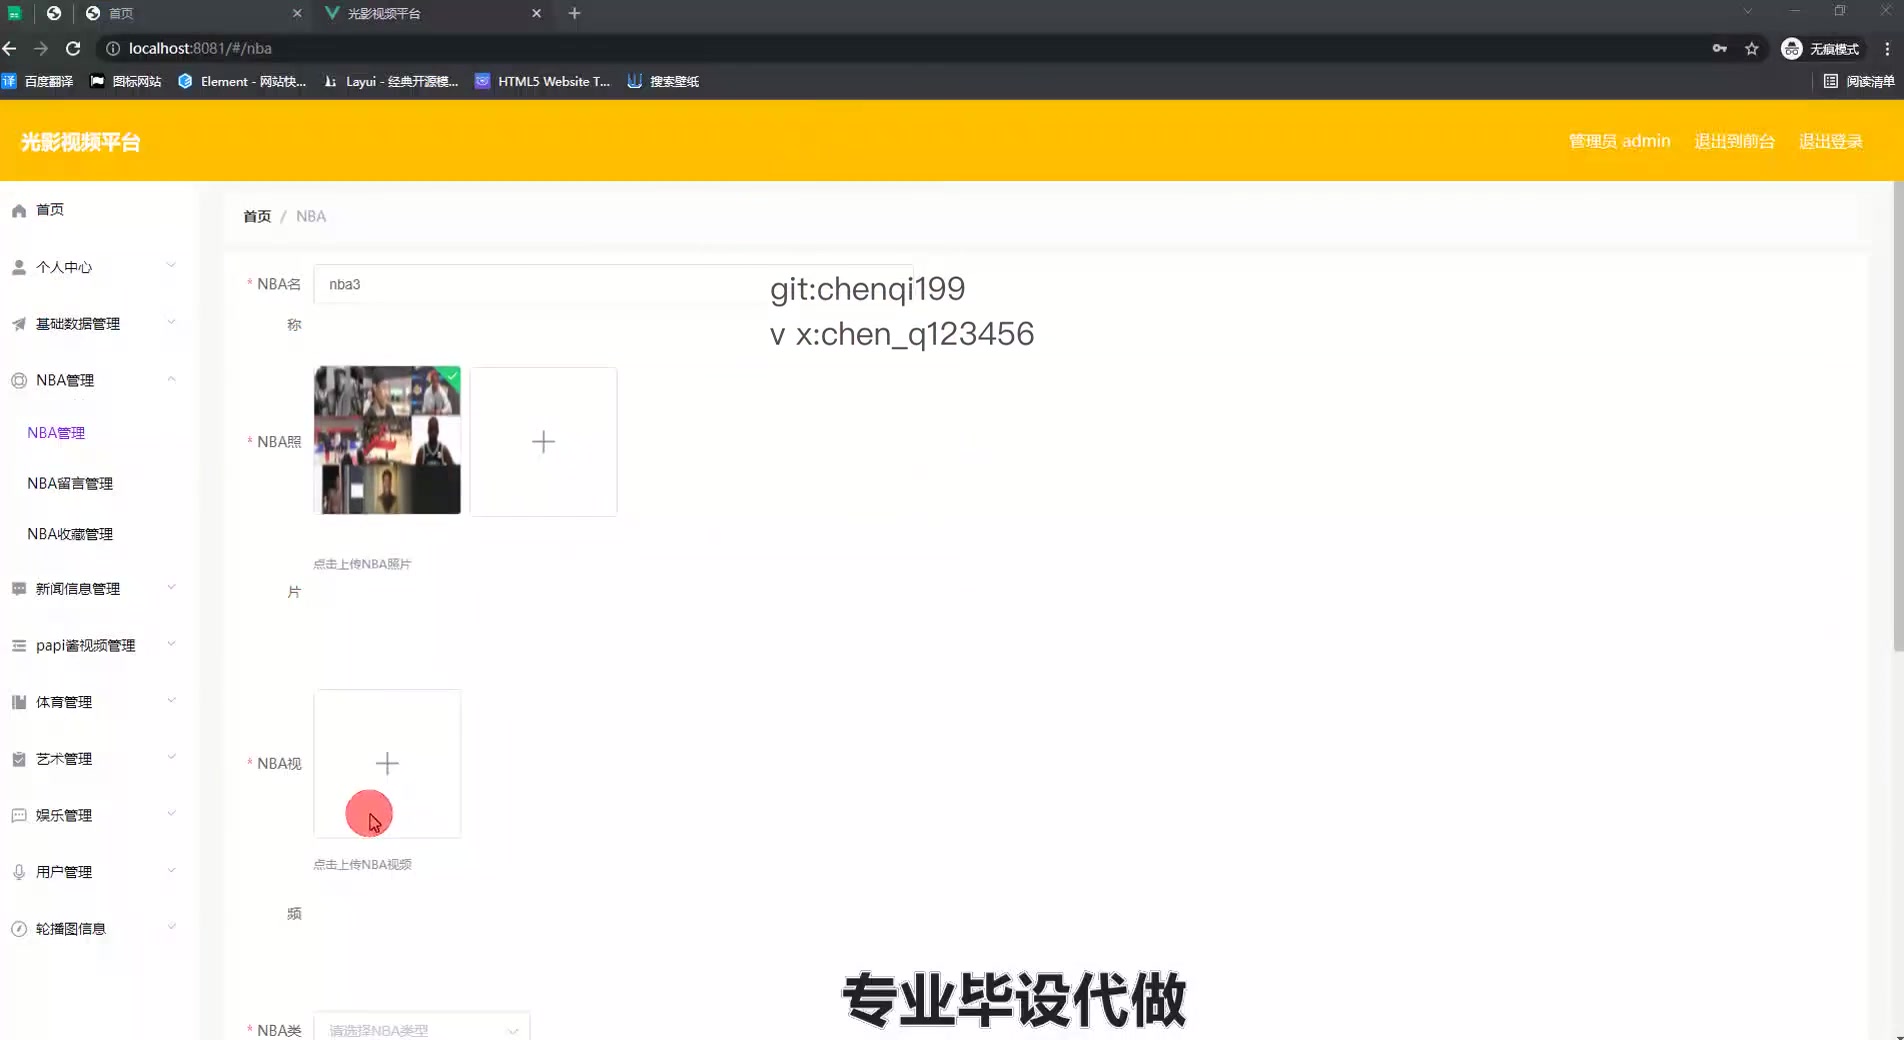 首页
光影视频平台
localhost:8081/#/nba
无痕模式
百度翻译
图标网站
Element - 网站快...
Layui - 经典开源模...
HTML5 Website T...
搜索壁纸
阅读清单
光影视频平台
管理员 admin
退出到前台
退出登录
首页
个人中心
基础数据管理
NBA管理
NBA管理
NBA留言管理
NBA收藏管理
新闻信息管理
papi酱视频管理
体育管理
艺术管理
娱乐管理
用户管理
轮播图信息
首页 / NBA
* NBA名
称
nba3
git:chenqi199
v x:chen_q123456
* NBA照
片
点击上传NBA照片
* NBA视
频
点击上传NBA视频
* NBA类
请选择NBA类型
专业毕设代做